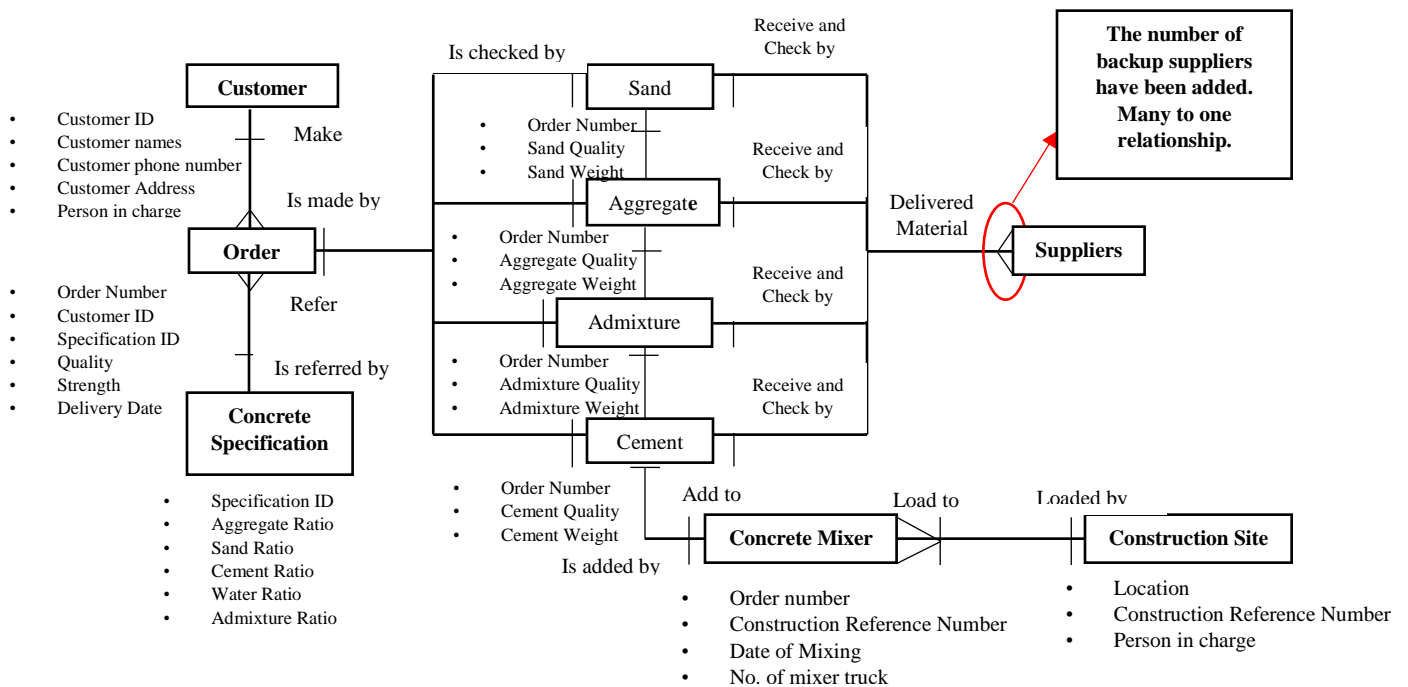 Receive and
Check by
The number of
backup suppliers
have been added.
Many to one
relationship.
Is checked by
Customer
Sand
• Customer ID
• Customer names
• Customer phone number
• Customer Address
• Person in charge
Make
• Order Number
• Sand Quality
• Sand Weight
Receive and
Check by
Is made by
Aggregate
Delivered
Material
Order
Suppliers
• Order Number
• Aggregate Quality
• Aggregate Weight
Receive and
Check by
• Order Number
• Customer ID
• Specification ID
• Quality
• Strength
• Delivery Date
Refer
Admixture
Is referred by
• Order Number
• Admixture Quality
• Admixture Weight
Receive and
Check by
Concrete
Specification
Cement
• Specification ID
• Aggregate Ratio
• Sand Ratio
• Cement Ratio
• Water Ratio
• Admixture Ratio
• Order Number
• Cement Quality
• Cement Weight
Add to
Load to
Loaded by
Is added by
Concrete Mixer
Construction Site
• Order number
• Construction Reference Number
• Date of Mixing
• No. of mixer truck
• Location
• Construction Reference Number
• Person in charge